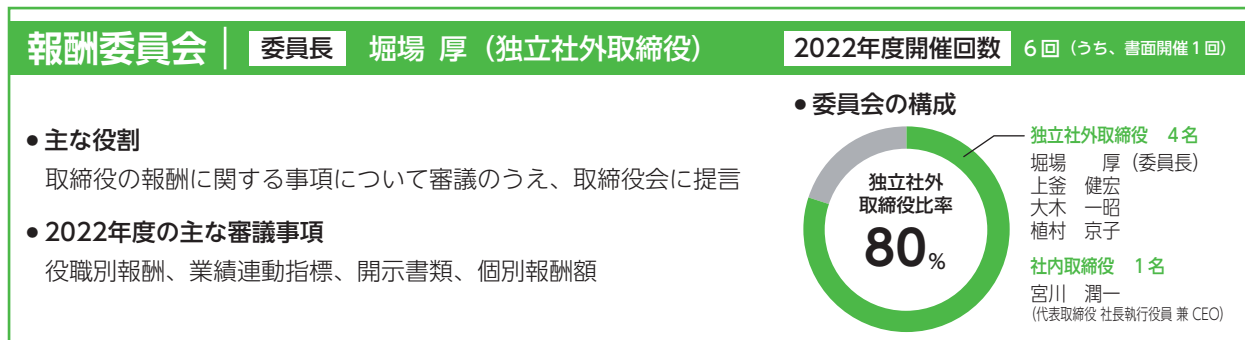 報酬委員会 委員長 堀場 厚（独立社外取締役） 2022年度開催回数 6回（うち、書面開催1回）
● 主な役割
取締役の報酬に関する事項について審議のうえ、取締役会に提言
● 2022年度の主な審議事項
役職別報酬、業績連動指標、開示書類、個別報酬額
● 委員会の構成
独立社外
取締役比率
80%
独立社外取締役 4名
堀場 厚（委員長）
上釜 健宏
大木 一昭
植村 京子
社内取締役 1名
宮川 潤一
(代表取締役 社長執行役員 兼 CEO)